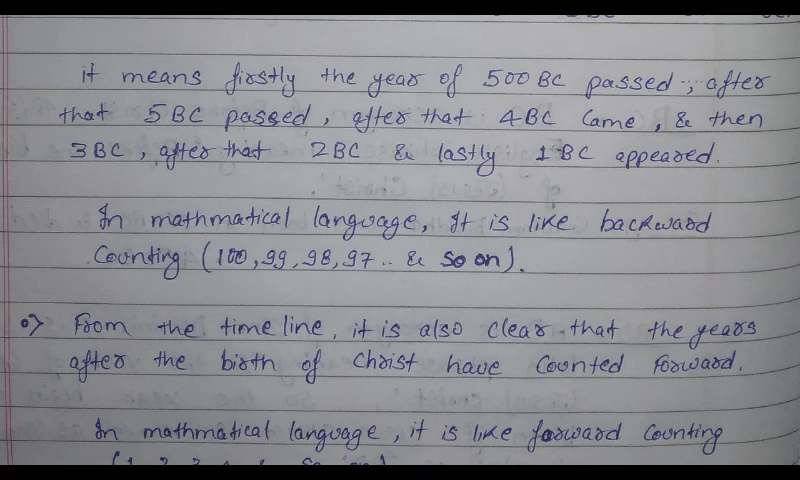 it means firstly the year of 500 BC passed, after
that 5 BC passed, after that 4 BC Came, & then
3 BC, after that 2 BC & lastly 1 BC appeared.
In mathmatical language, It is like backward
Counting (100, 99, 98, 97 .. & so on).
From the time line, it is also clear that the years
after the birth of Christ have Counted Forward.
In mathmatical language, it is like forward Counting